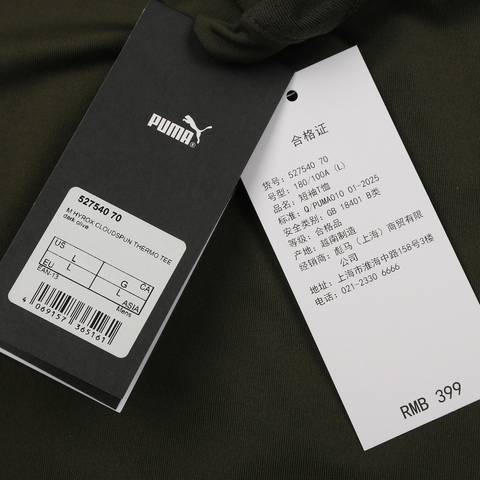 PUMA
527540 70
M HYROX CLOUDSPUN THERMO TEE
dark olive
US L G CA
EU L L ASIA
EAN-13 Mens
4 069157 365161
合格证
货号: 527540 70
号型: 180/100A (L)
品名: 短袖T恤
标准: Q PUMA010 01-2025
安全类别: GB 18401 B类
等级: 合格品
产地: 越南制造
经销商: 彪马（上海）商贸有限
公司
地址: 上海市淮海中路158号3楼
电话: 021-2330 6666
RMB 399